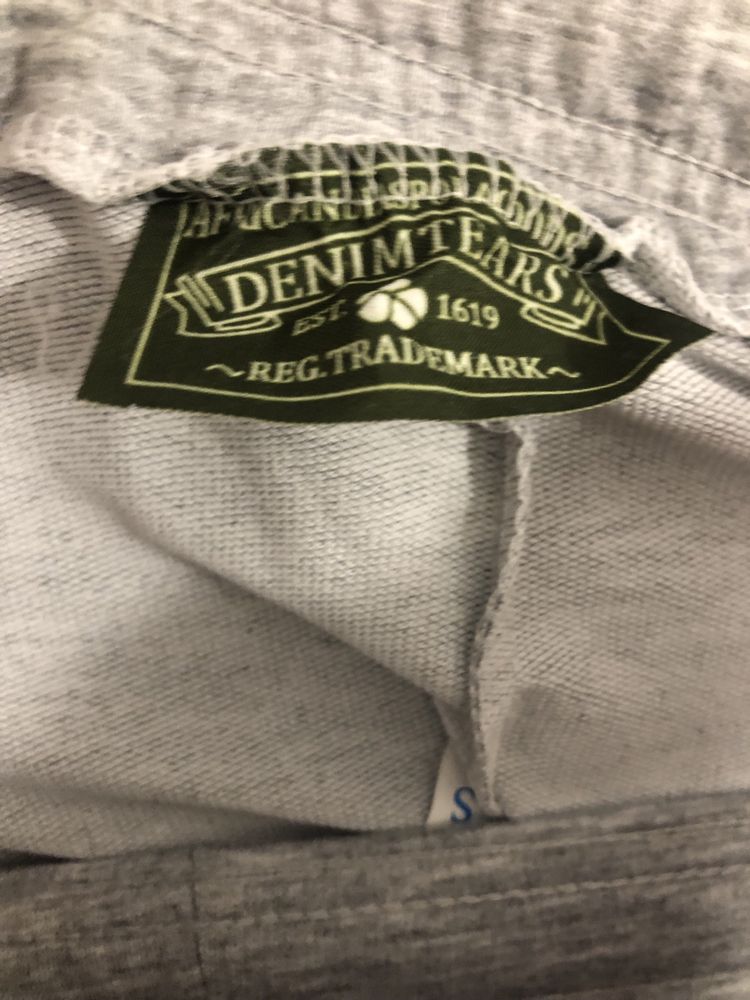 DENIM TEARS
EST. 1619
~REG.TRADEMARK~
S